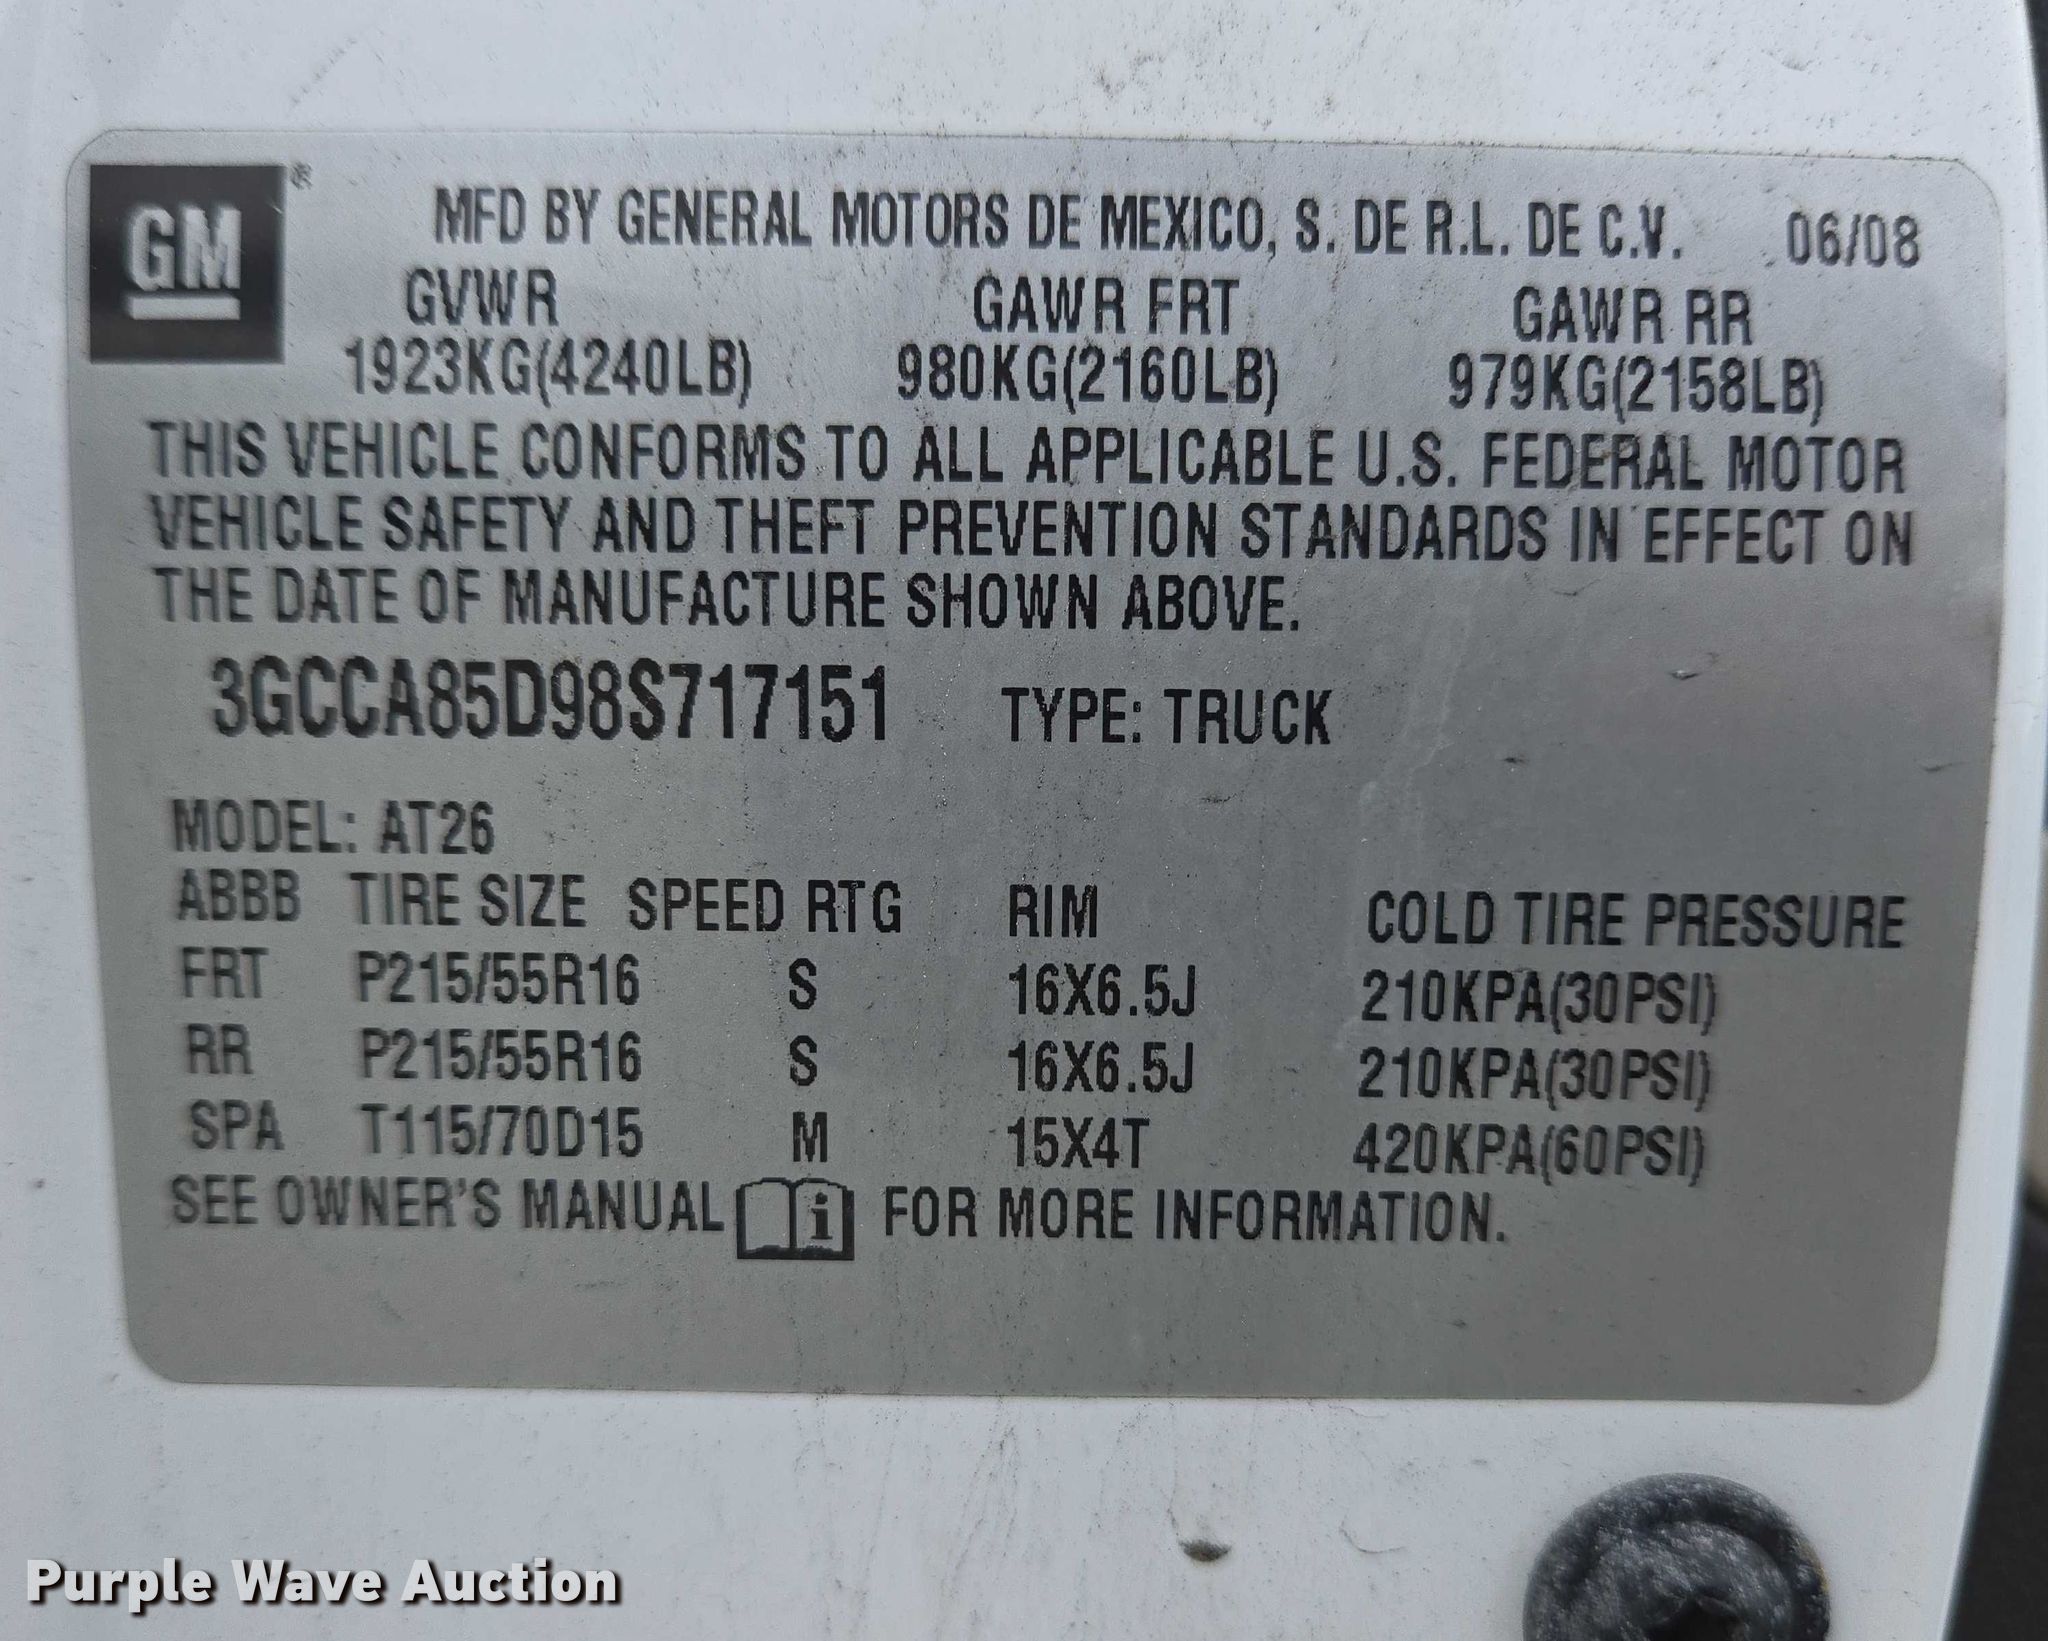 GM®
MFD BY GENERAL MOTORS DE MEXICO, S. DE R.L. DE C.V. 06/08
GVWR GAWR FRT GAWR RR
1923KG(4240LB) 980KG(2160LB) 979KG(2158LB)
THIS VEHICLE CONFORMS TO ALL APPLICABLE U.S. FEDERAL MOTOR
VEHICLE SAFETY AND THEFT PREVENTION STANDARDS IN EFFECT ON
THE DATE OF MANUFACTURE SHOWN ABOVE.
3GCCA85D98S717151 TYPE: TRUCK
MODEL: AT26
ABBB TIRE SIZE SPEED RTG RIM COLD TIRE PRESSURE
FRT P215/55R16 S 16X6.5J 210KPA(30PSI)
RR P215/55R16 S 16X6.5J 210KPA(30PSI)
SPA T115/70D15 M 15X4T 420KPA(60PSI)
SEE OWNER'S MANUAL i FOR MORE INFORMATION.
Purple Wave Auction